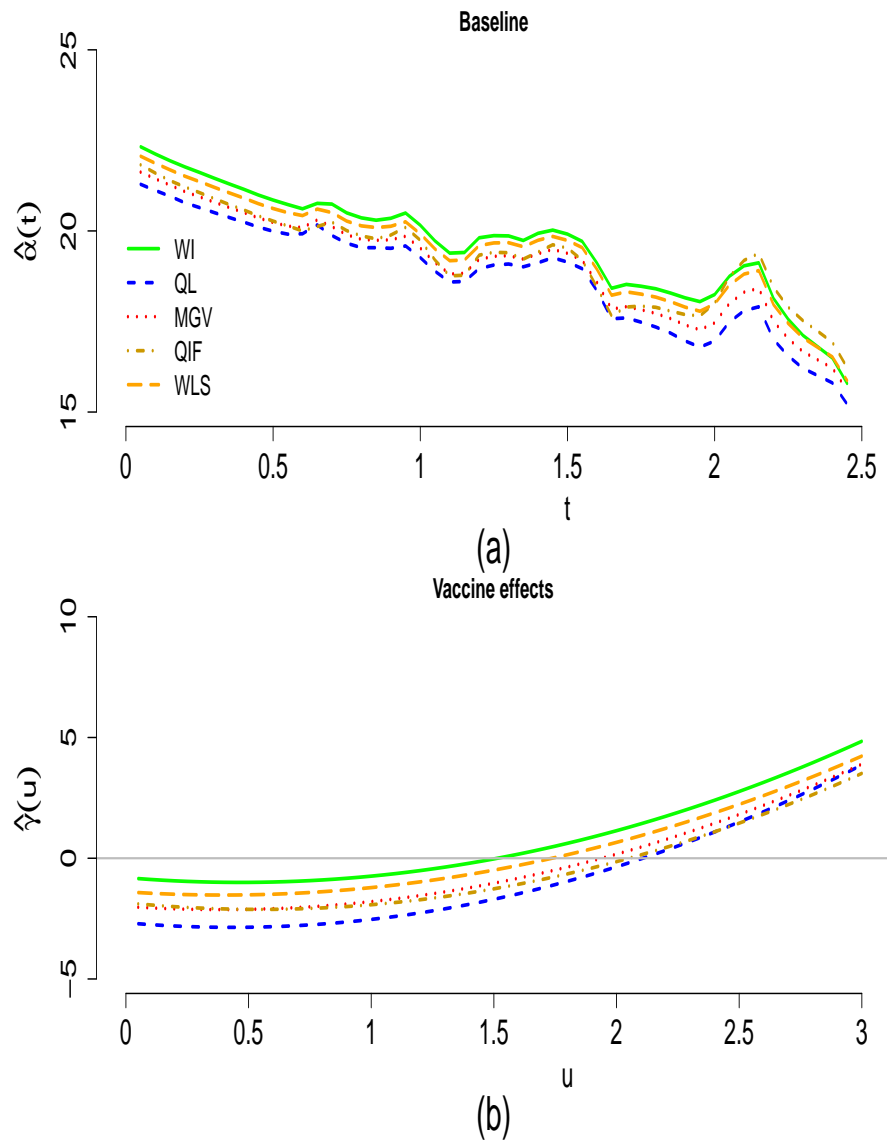 Baseline
25
20
15
α̂(t)
WI
QL
MGV
QIF
WLS
0 0.5 1 1.5 2 2.5
t
(a)
Vaccine effects
10
5
0
−5
γ̂(u)
0 0.5 1 1.5 2 2.5 3
u
(b)